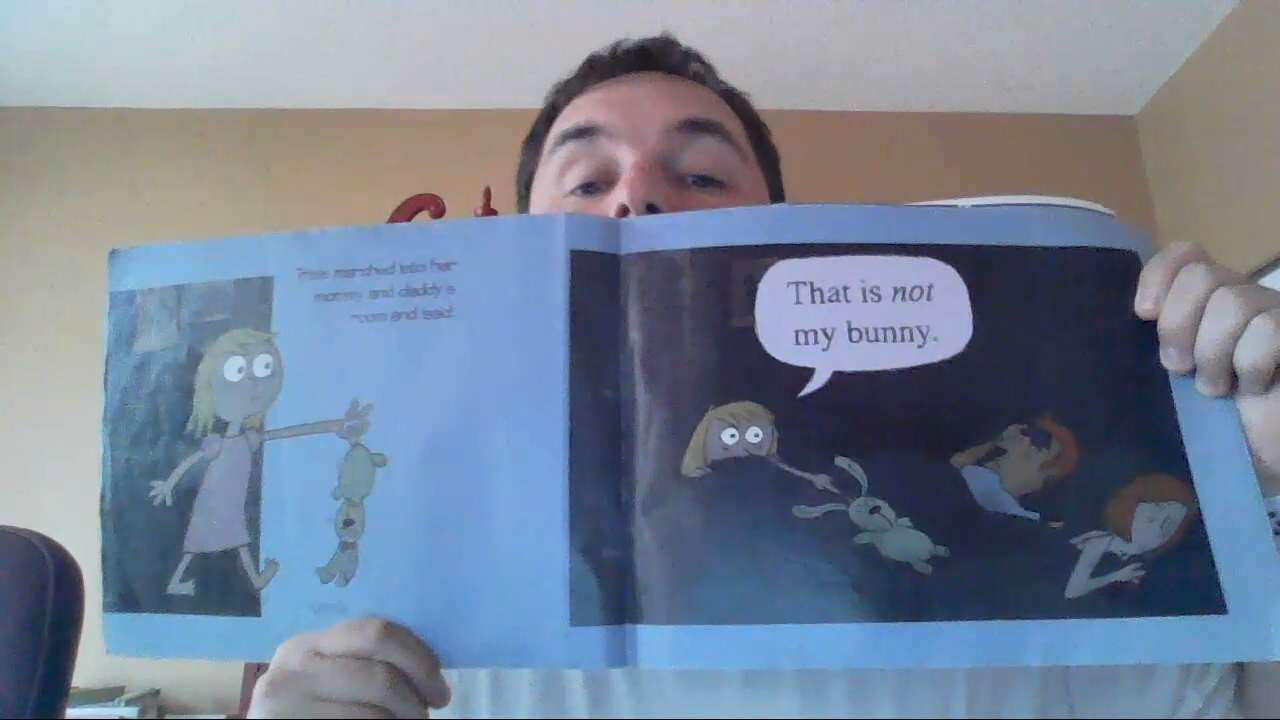 Trixie marched into her
mommy and daddy's
room and said
That is not
my bunny.